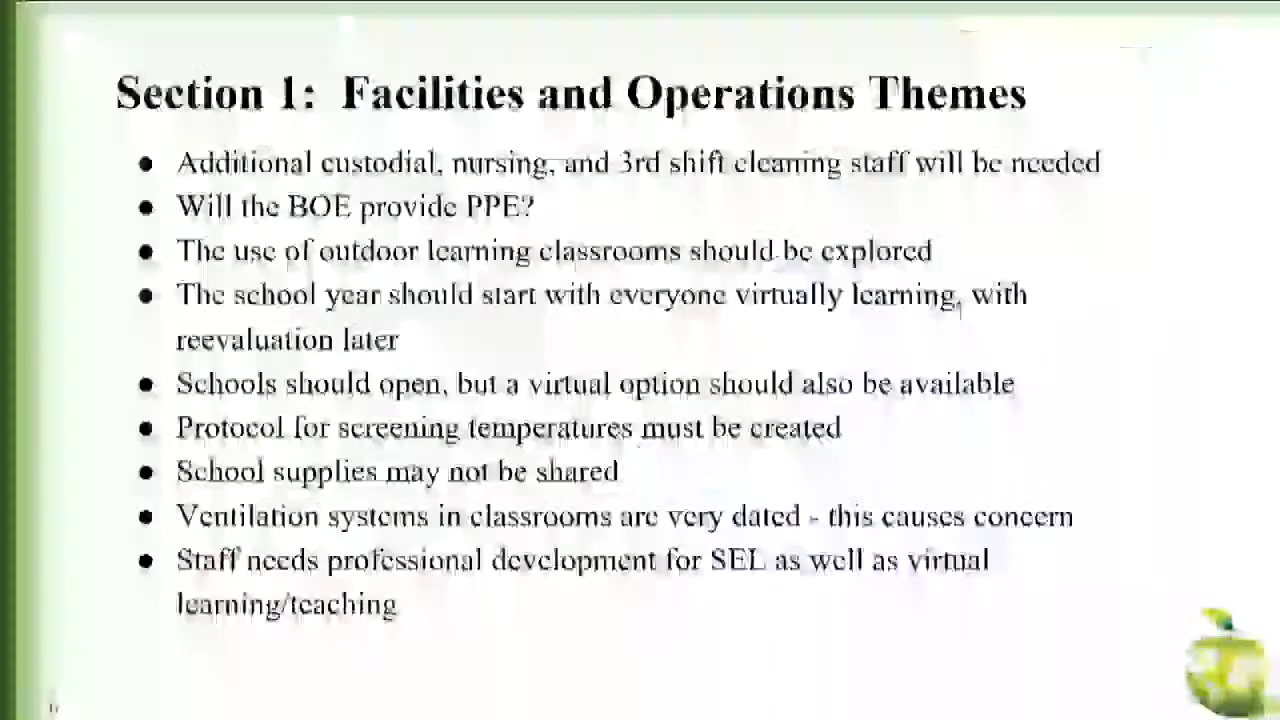 Section 1: Facilities and Operations Themes
● Additional custodial, nursing, and 3rd shift cleaning staff will be needed
● Will the BOE provide PPE?
● The use of outdoor learning classrooms should be explored
● The school year should start with everyone virtually learning, with
reevaluation later
● Schools should open, but a virtual option should also be available
● Protocol for screening temperatures must be created
● School supplies may not be shared
● Ventilation systems in classrooms are very dated - this causes concern
● Staff needs professional development for SEL as well as virtual
learning/teaching